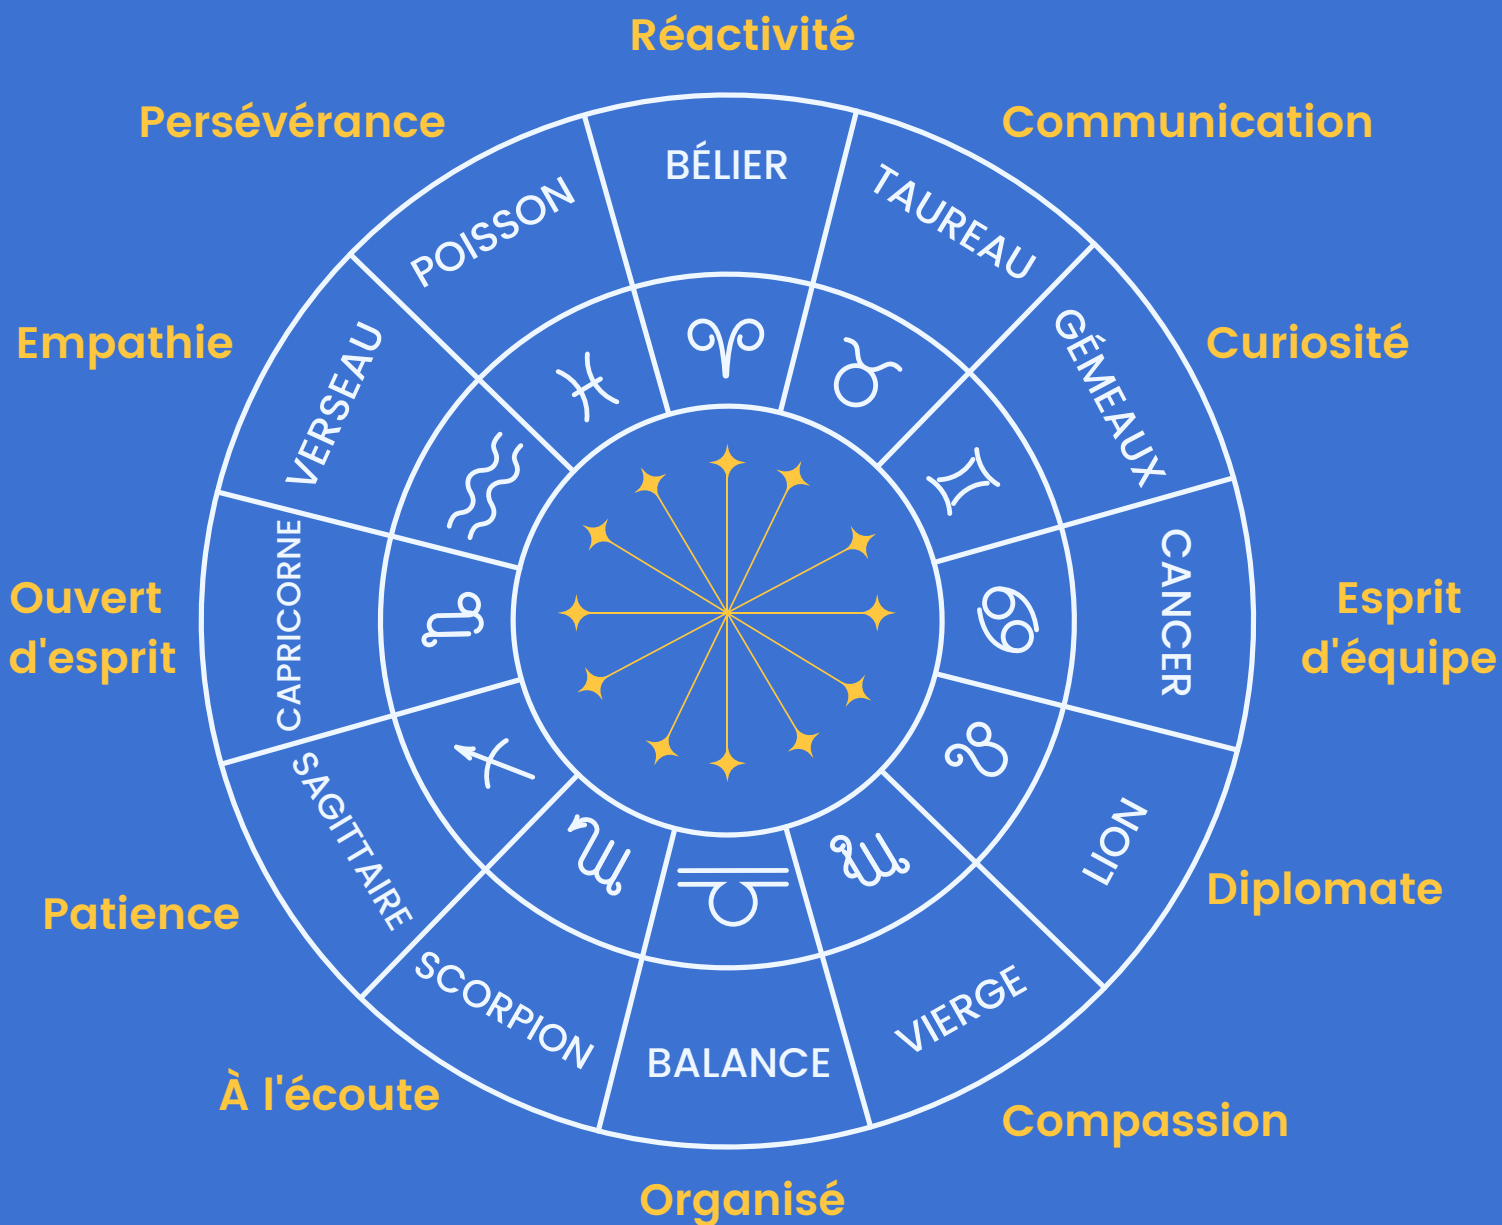 Réactivité
Persévérance
Communication
BÉLIER
POISSON
TAUREAU
Empathie
VERSEAU
GÉMEAUX
Curiosité
Ouvert
d'esprit
CAPRICORNE
CANCER
Esprit
d'équipe
SAGITTAIRE
LION
Patience
Diplomate
SCORPION
BALANCE
VIERGE
À l'écoute
Compassion
Organisé